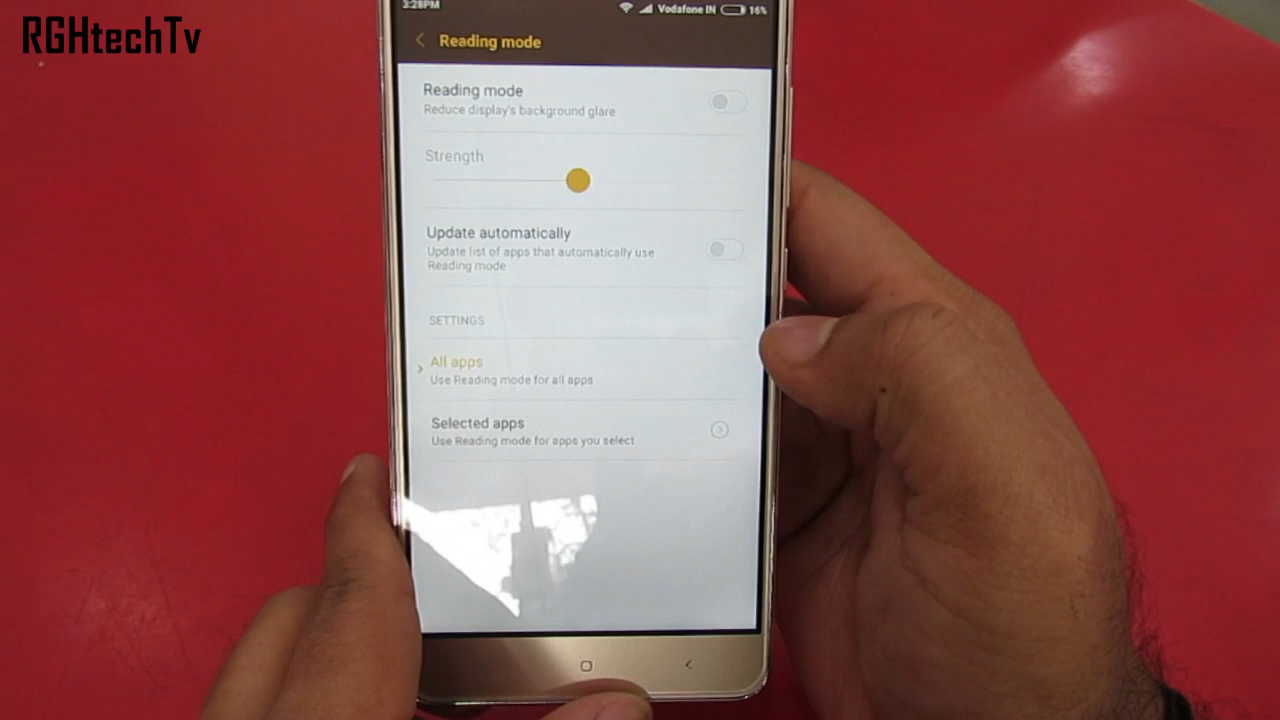 RGHtechTv
3:28PM Vodafone IN 16%
Reading mode
Reading mode
Reduce display's background glare
Strength
Update automatically
Update list of apps that automatically use
Reading mode
SETTINGS
All apps
Use Reading mode for all apps
Selected apps
Use Reading mode for apps you select